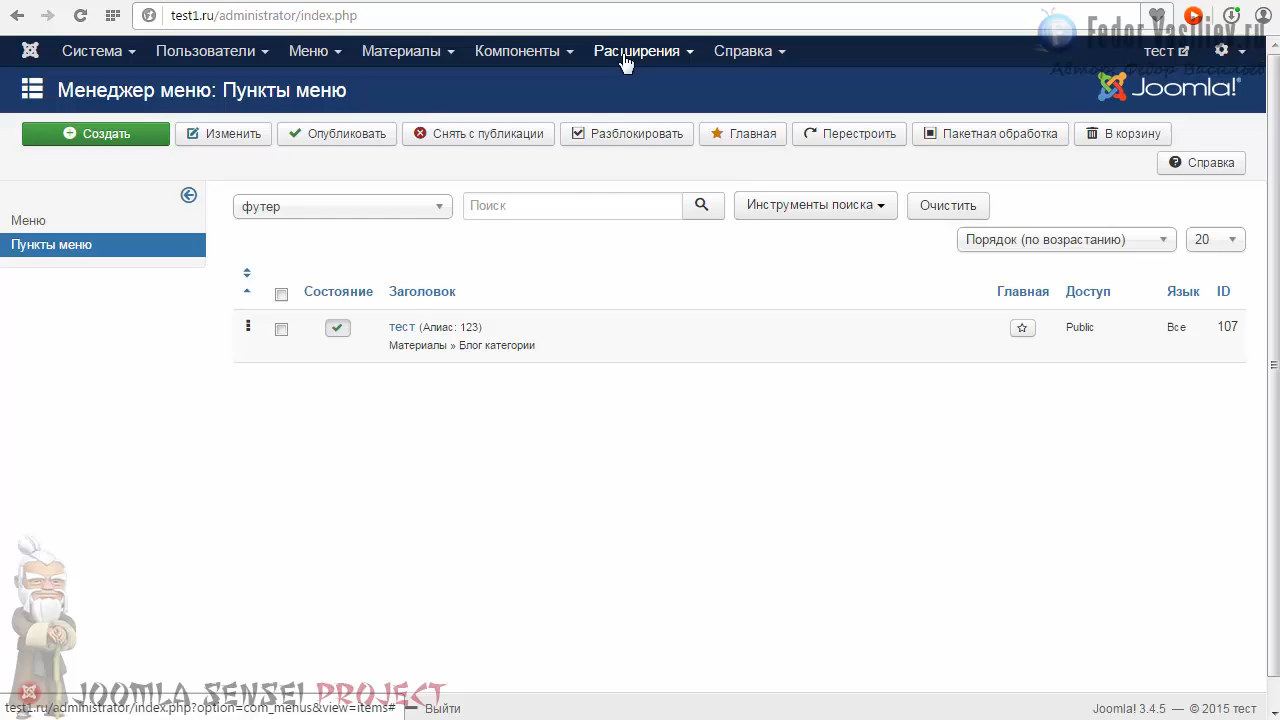 test1.ru/administrator/index.php
Fedor Vasiliev.ru
Автор: Федор Васильев
Система Пользователи Меню Материалы Компоненты Расширения Справка тест
Менеджер меню: Пункты меню
Joomla!
Создать Изменить Опубликовать Снять с публикации Разблокировать Главная Перестроить Пакетная обработка В корзину
Справка
Меню
Пункты меню
футер Поиск Инструменты поиска Очистить
Порядок (по возрастанию) 20
Состояние Заголовок Главная Доступ Язык ID
тест (Алиас: 123) Public Все 107
Материалы » Блог категории
JOOMLA SENSEI PROJECT
test1.ru/administrator/index.php?option=com_menus&view=items# Выйти
Joomla! 3.4.5 — © 2015 тест